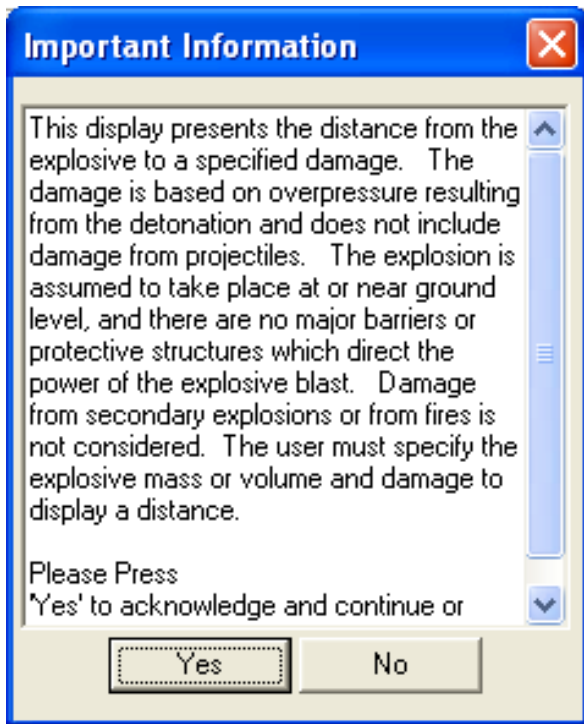 Important Information
This display presents the distance from the
explosive to a specified damage.   The
damage is based on overpressure resulting
from the detonation and does not include
damage from projectiles.   The explosion is
assumed to take place at or near ground
level, and there are no major barriers or
protective structures which direct the
power of the explosive blast.   Damage
from secondary explosions or from fires is
not considered.  The user must specify the
explosive mass or volume and damage to
display a distance.
Please Press
'Yes' to acknowledge and continue or
Yes
No